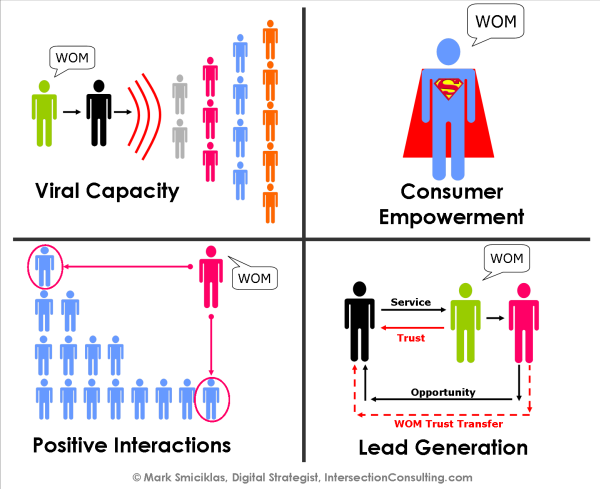 WOM
Viral Capacity
WOM
S
Consumer
Empowerment
WOM
Positive Interactions
WOM
Service
Trust
Opportunity
WOM Trust Transfer
Lead Generation
© Mark Smiciklas, Digital Strategist, IntersectionConsulting.com